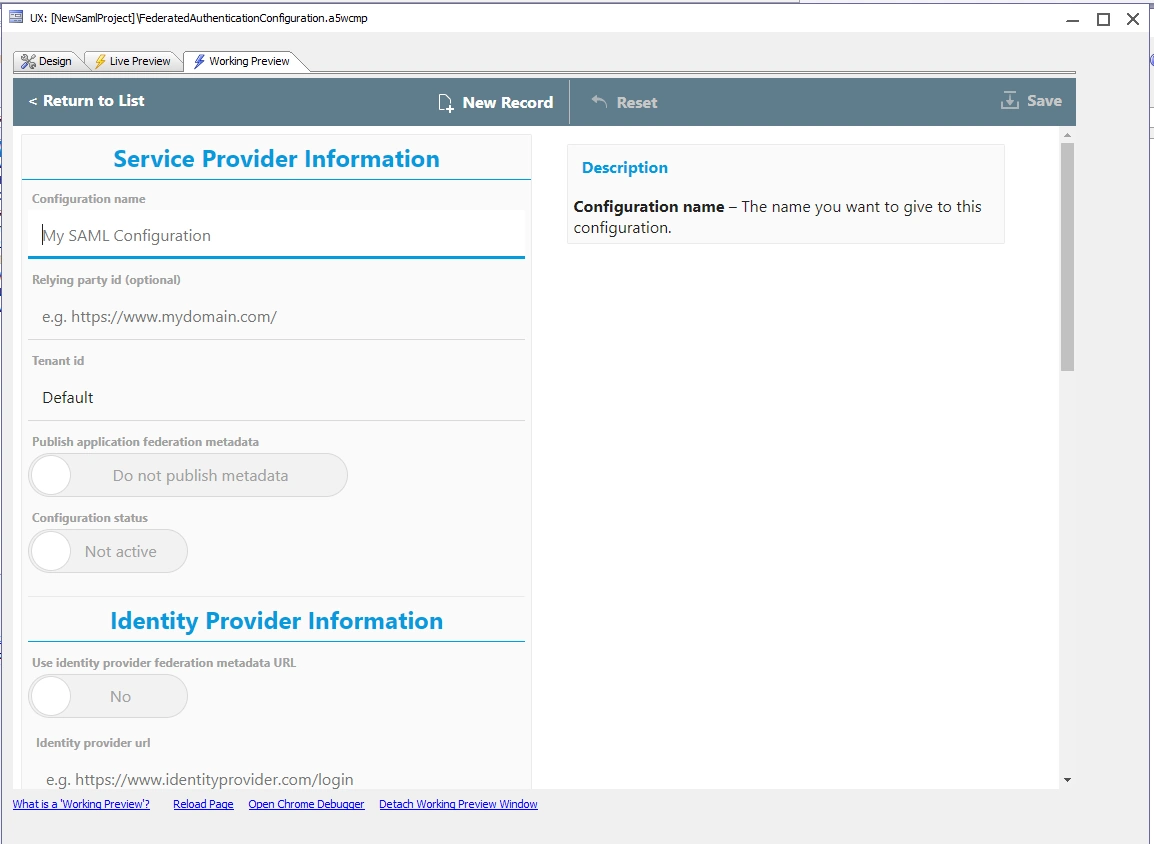 UX: [NewSamlProject]\FederatedAuthenticationConfiguration.a5wcmp
Design
Live Preview
Working Preview
< Return to List
New Record
Reset
Save
Service Provider Information
Configuration name
My SAML Configuration
Relying party id (optional)
e.g. https://www.mydomain.com/
Tenant id
Default
Publish application federation metadata
Do not publish metadata
Configuration status
Not active
Identity Provider Information
Use identity provider federation metadata URL
No
Identity provider url
e.g. https://www.identityprovider.com/login
Description
Configuration name – The name you want to give to this
configuration.
What is a 'Working Preview'?
Reload Page
Open Chrome Debugger
Detach Working Preview Window